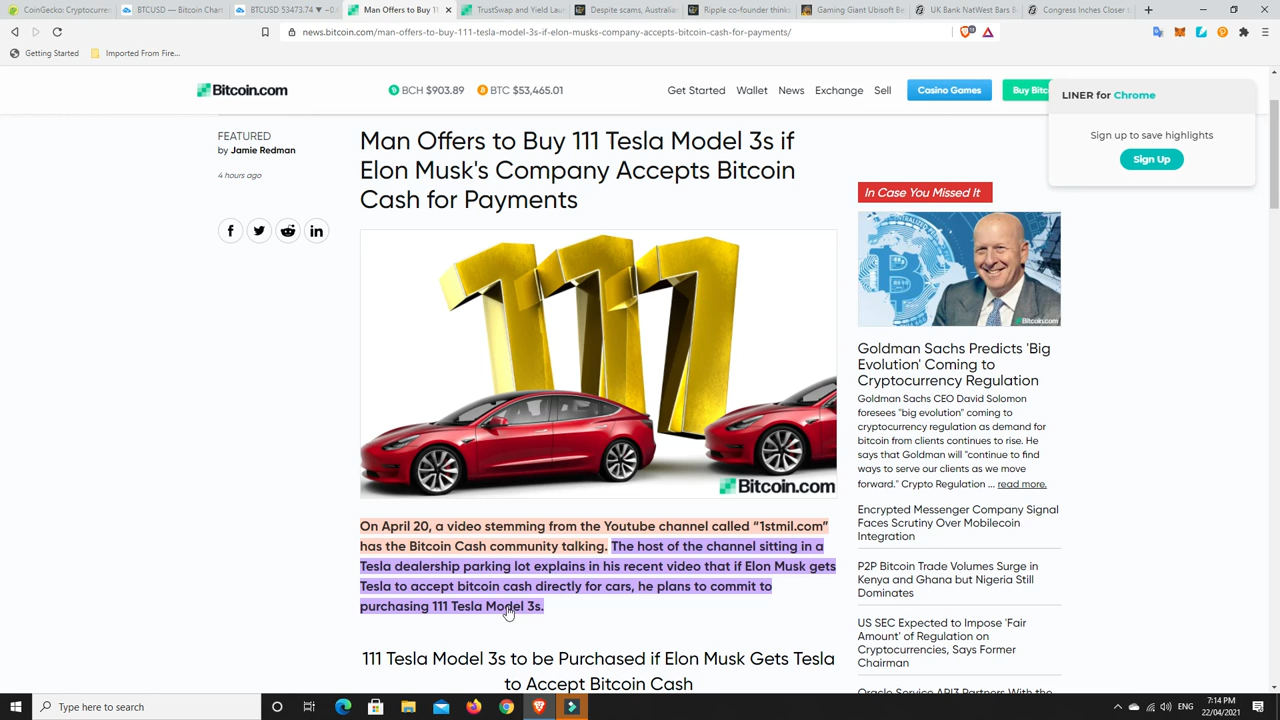 CoinGecko: Cryptocurren
BTCUSD — Bitcoin Chart
BTCUSD 53473.74 ▼ −0.
Man Offers to Buy 11
TrustSwap and Yield Laun
Despite scams, Australia
Ripple co-founder thinks
Gaming Giant Ubisoft Be
UK Bank NatWest Bars B
Congress Inches Closer t
news.bitcoin.com/man-offers-to-buy-111-tesla-model-3s-if-elon-musks-company-accepts-bitcoin-cash-for-payments/
Getting Started
Imported From Fire...
Bitcoin.com
BCH $903.89
BTC $53,465.01
Get Started
Wallet
News
Exchange
Sell
Casino Games
Buy Bitc
LINER for Chrome
Sign up to save highlights
Sign Up
FEATURED
by Jamie Redman
4 hours ago
Man Offers to Buy 111 Tesla Model 3s if
Elon Musk's Company Accepts Bitcoin
Cash for Payments
111
Bitcoin.com
On April 20, a video stemming from the Youtube channel called “1stmil.com”
has the Bitcoin Cash community talking. The host of the channel sitting in a
Tesla dealership parking lot explains in his recent video that if Elon Musk gets
Tesla to accept bitcoin cash directly for cars, he plans to commit to
purchasing 111 Tesla Model 3s.
111 Tesla Model 3s to be Purchased if Elon Musk Gets Tesla
to Accept Bitcoin Cash
In Case You Missed It
Bitcoin.com
Goldman Sachs Predicts 'Big
Evolution' Coming to
Cryptocurrency Regulation
Goldman Sachs CEO David Solomon
foresees "big evolution" coming to
cryptocurrency regulation as demand for
bitcoin from clients continues to rise. He
says that Goldman will "continue to find
ways to serve our clients as we move
forward." Crypto Regulation ... read more.
Encrypted Messenger Company Signal
Faces Scrutiny Over Mobilecoin
Integration
P2P Bitcoin Trade Volumes Surge in
Kenya and Ghana but Nigeria Still
Dominates
US SEC Expected to Impose 'Fair
Amount' of Regulation on
Cryptocurrencies, Says Former
Chairman
Oracle Service API3 Partners With the
Type here to search
ENG
7:14 PM
22/04/2021